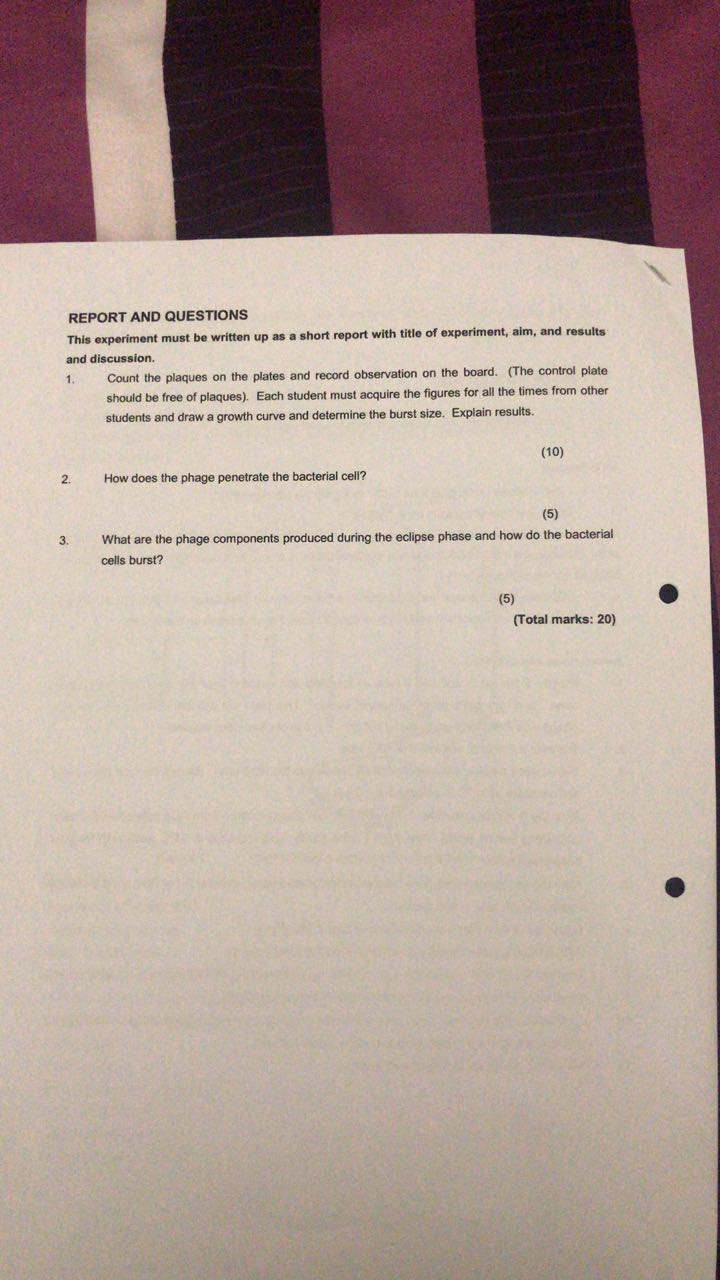 REPORT AND QUESTIONS
This experiment must be written up as a short report with title of experiment, aim, and results
and discussion.
1. Count the plaques on the plates and record observation on the board. (The control plate
should be free of plaques). Each student must acquire the figures for all the times from other
students and draw a growth curve and determine the burst size. Explain results.
(10)
2. How does the phage penetrate the bacterial cell?
(5)
3. What are the phage components produced during the eclipse phase and how do the bacterial
cells burst?
(5)
(Total marks: 20)